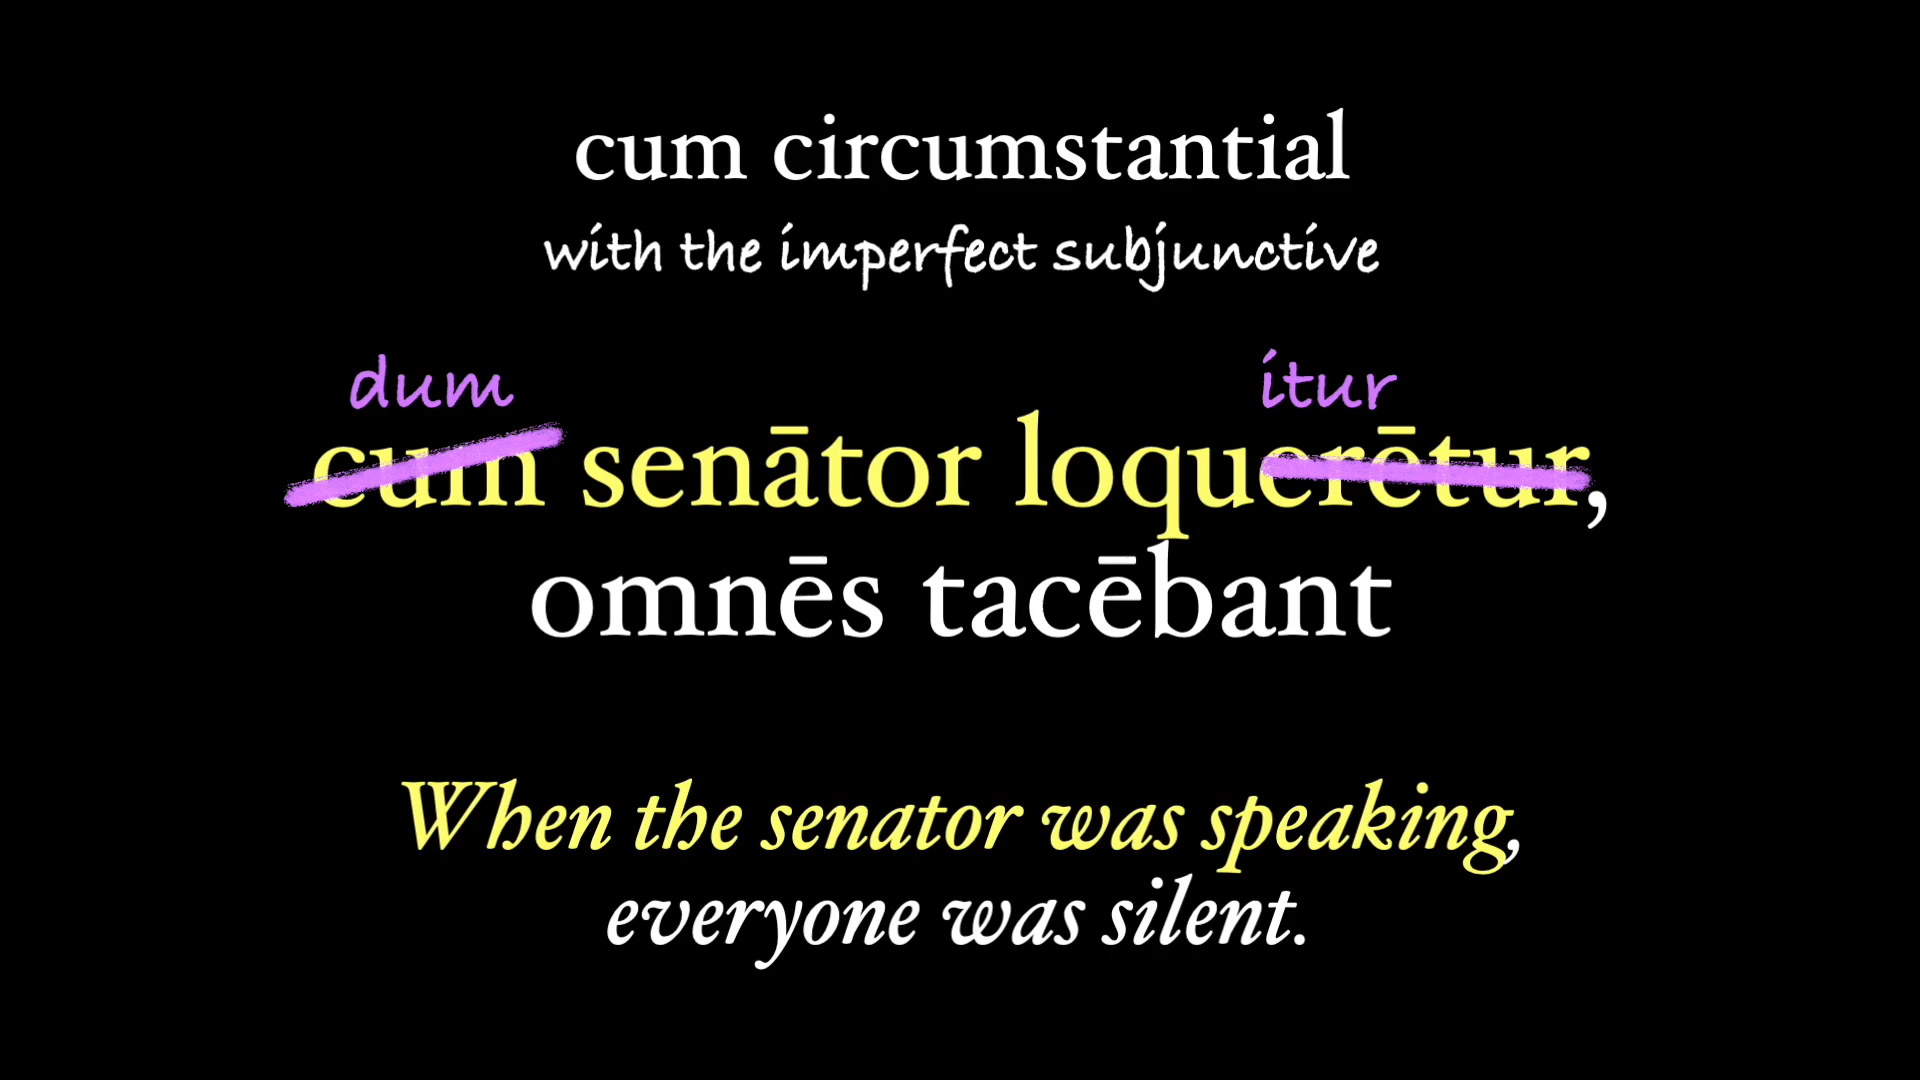 cum circumstantial
with the imperfect subjunctive
dum itur
cum senātor loquerētur,
omnēs tacēbant
When the senator was speaking,
everyone was silent.